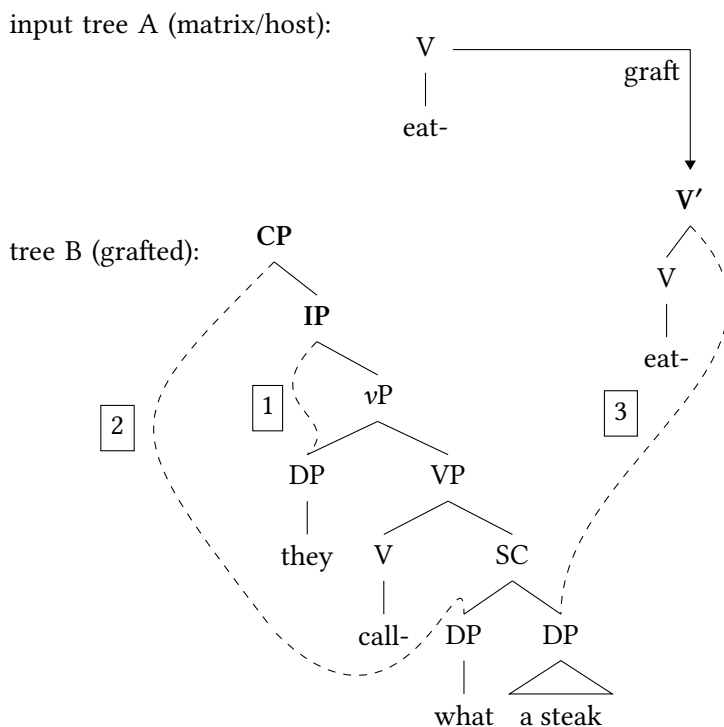 input tree A (matrix/host):
V
graft
eat-
V′
CP
tree B (grafted):
V
IP
eat-
1
vP
3
2
DP
VP
they
V
SC
call-
DP
DP
what
a steak